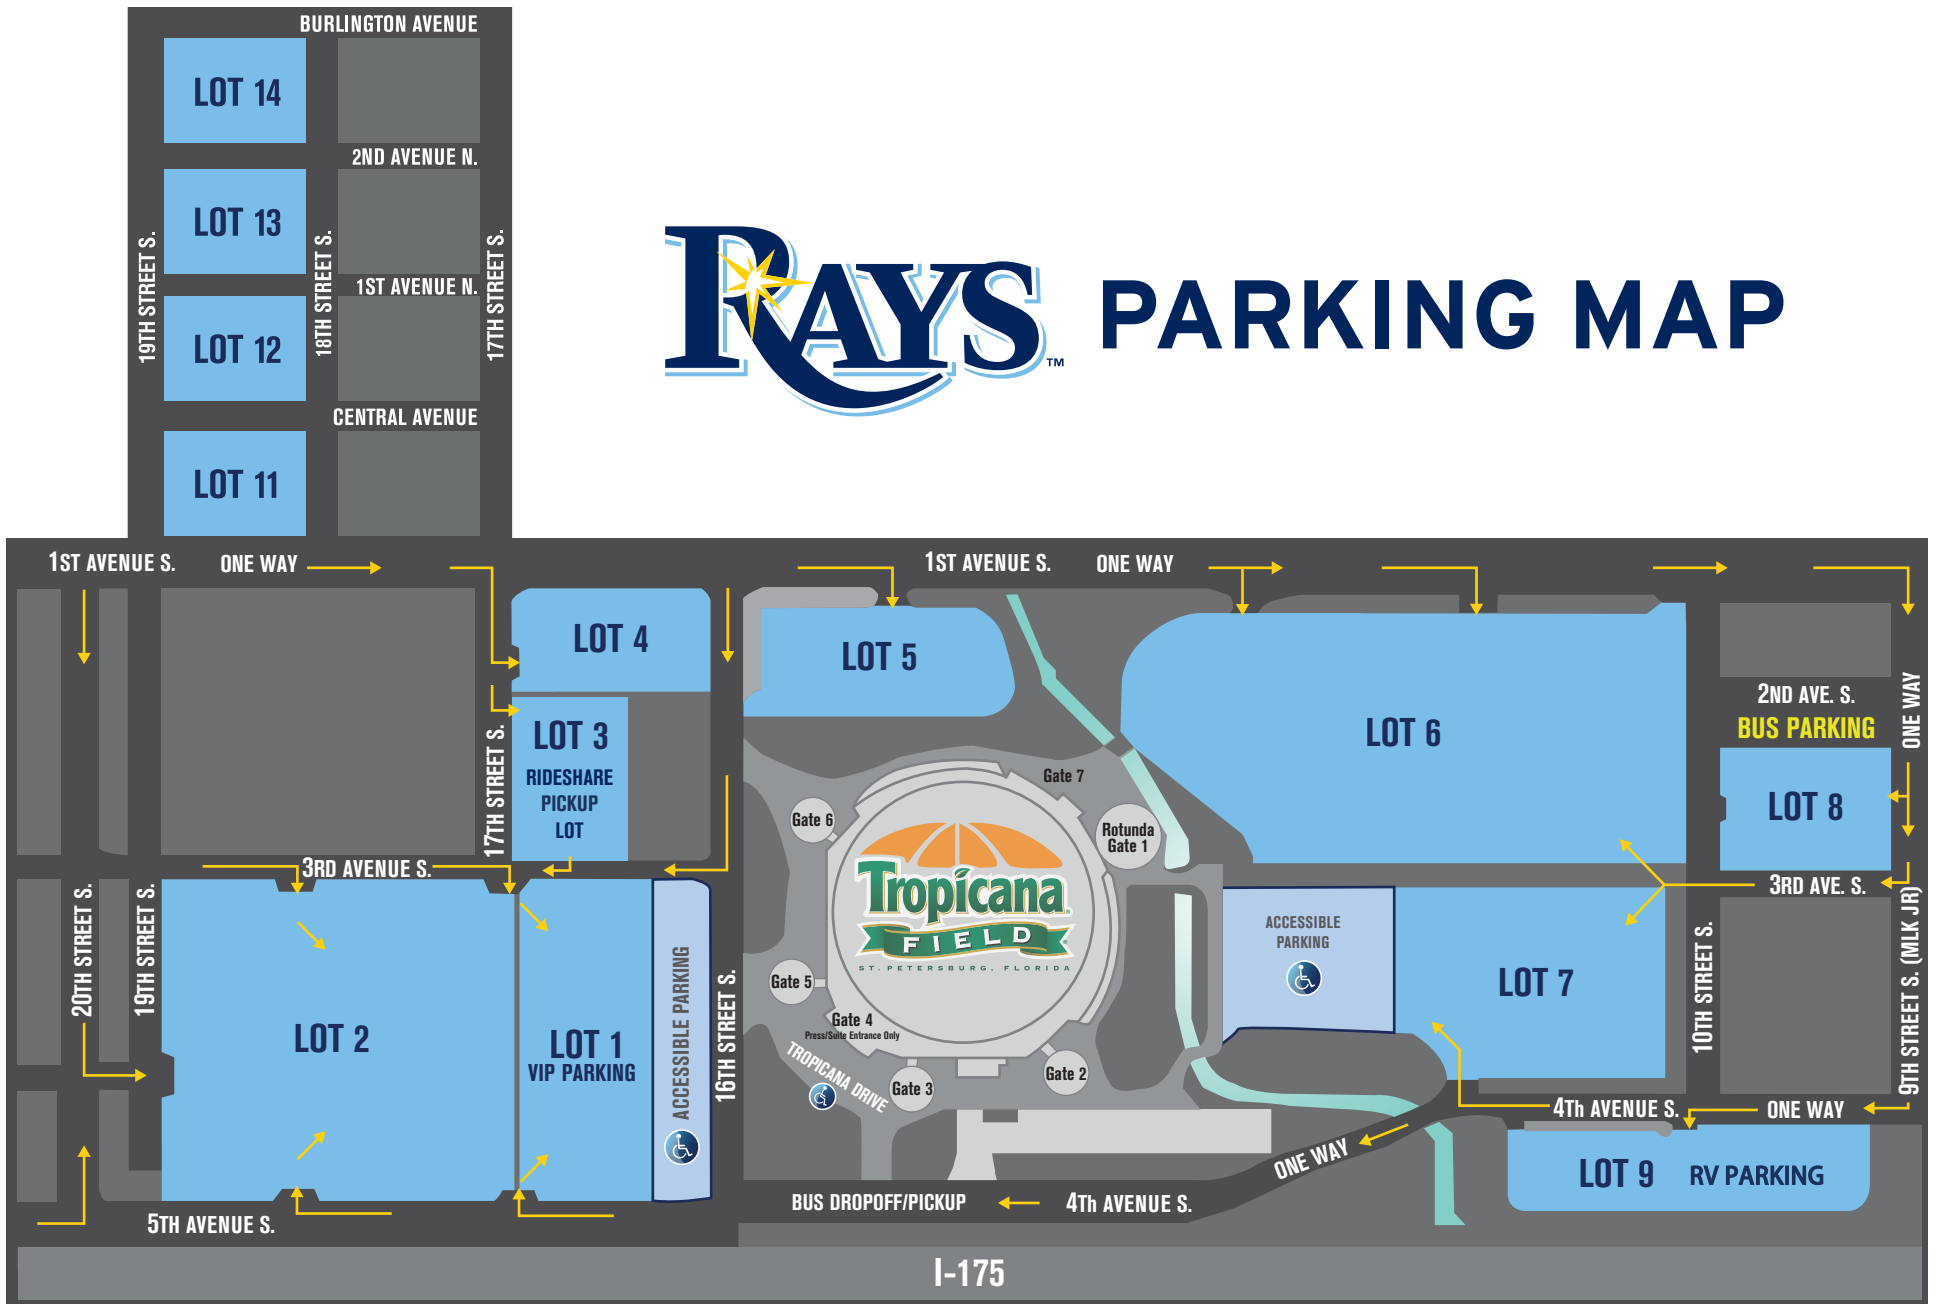 BURLINGTON AVENUE
LOT 14
2ND AVENUE N.
LOT 13
19TH STREET S.
18TH STREET S.
17TH STREET S.
1ST AVENUE N.
LOT 12
CENTRAL AVENUE
LOT 11
RAYS
TM
PARKING MAP
1ST AVENUE S.
ONE WAY
1ST AVENUE S.
ONE WAY
LOT 4
LOT 5
LOT 6
2ND AVE. S.
BUS PARKING
ONE WAY
LOT 3
RIDESHARE
PICKUP
LOT
17TH STREET S.
LOT 8
Gate 7
Gate 6
Rotunda
Gate 1
3RD AVENUE S.
3RD AVE. S.
Tropicana
FIELD
ST. PETERSBURG, FLORIDA
ACCESSIBLE
PARKING
20TH STREET S.
19TH STREET S.
LOT 2
LOT 1
VIP PARKING
ACCESSIBLE PARKING
16TH STREET S.
Gate 5
Gate 4
Press/Suite Entrance Only
TROPICANA DRIVE
Gate 3
Gate 2
LOT 7
10TH STREET S.
9TH STREET S. (MLK JR)
4Th AVENUE S.
ONE WAY
ONE WAY
LOT 9
RV PARKING
BUS DROPOFF/PICKUP
4Th AVENUE S.
5TH AVENUE S.
I-175